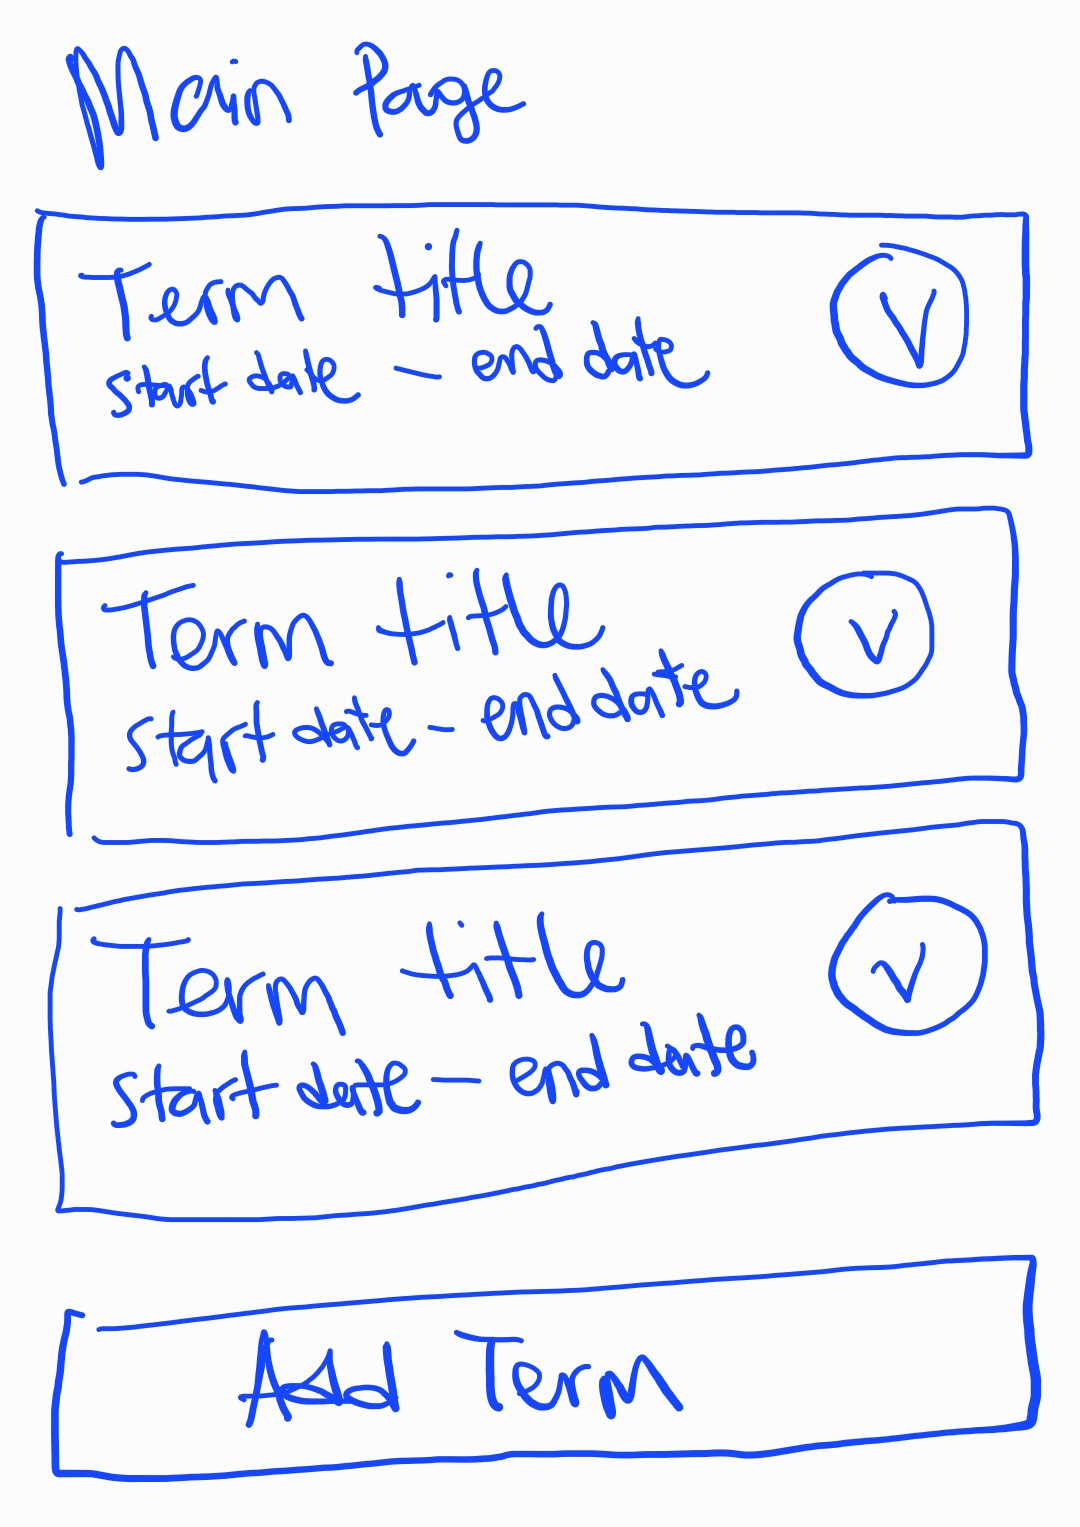 Main Page
Term title
start date - end date
Term title
start date - end date
Term title
start date - end date
Add Term